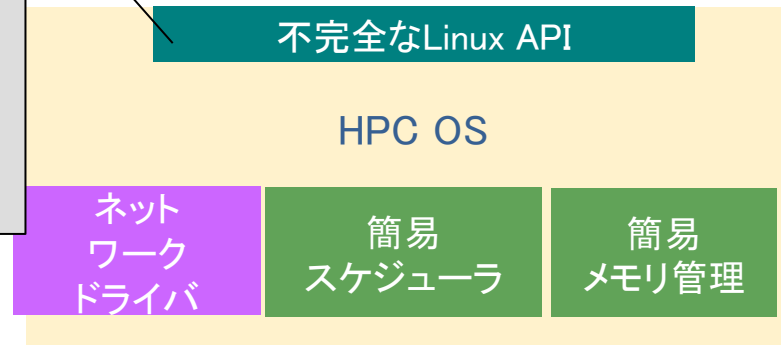 不完全なLinux API
HPC OS
ネット
ワーク
ドライバ
簡易
スケジューラ
簡易
メモリ管理